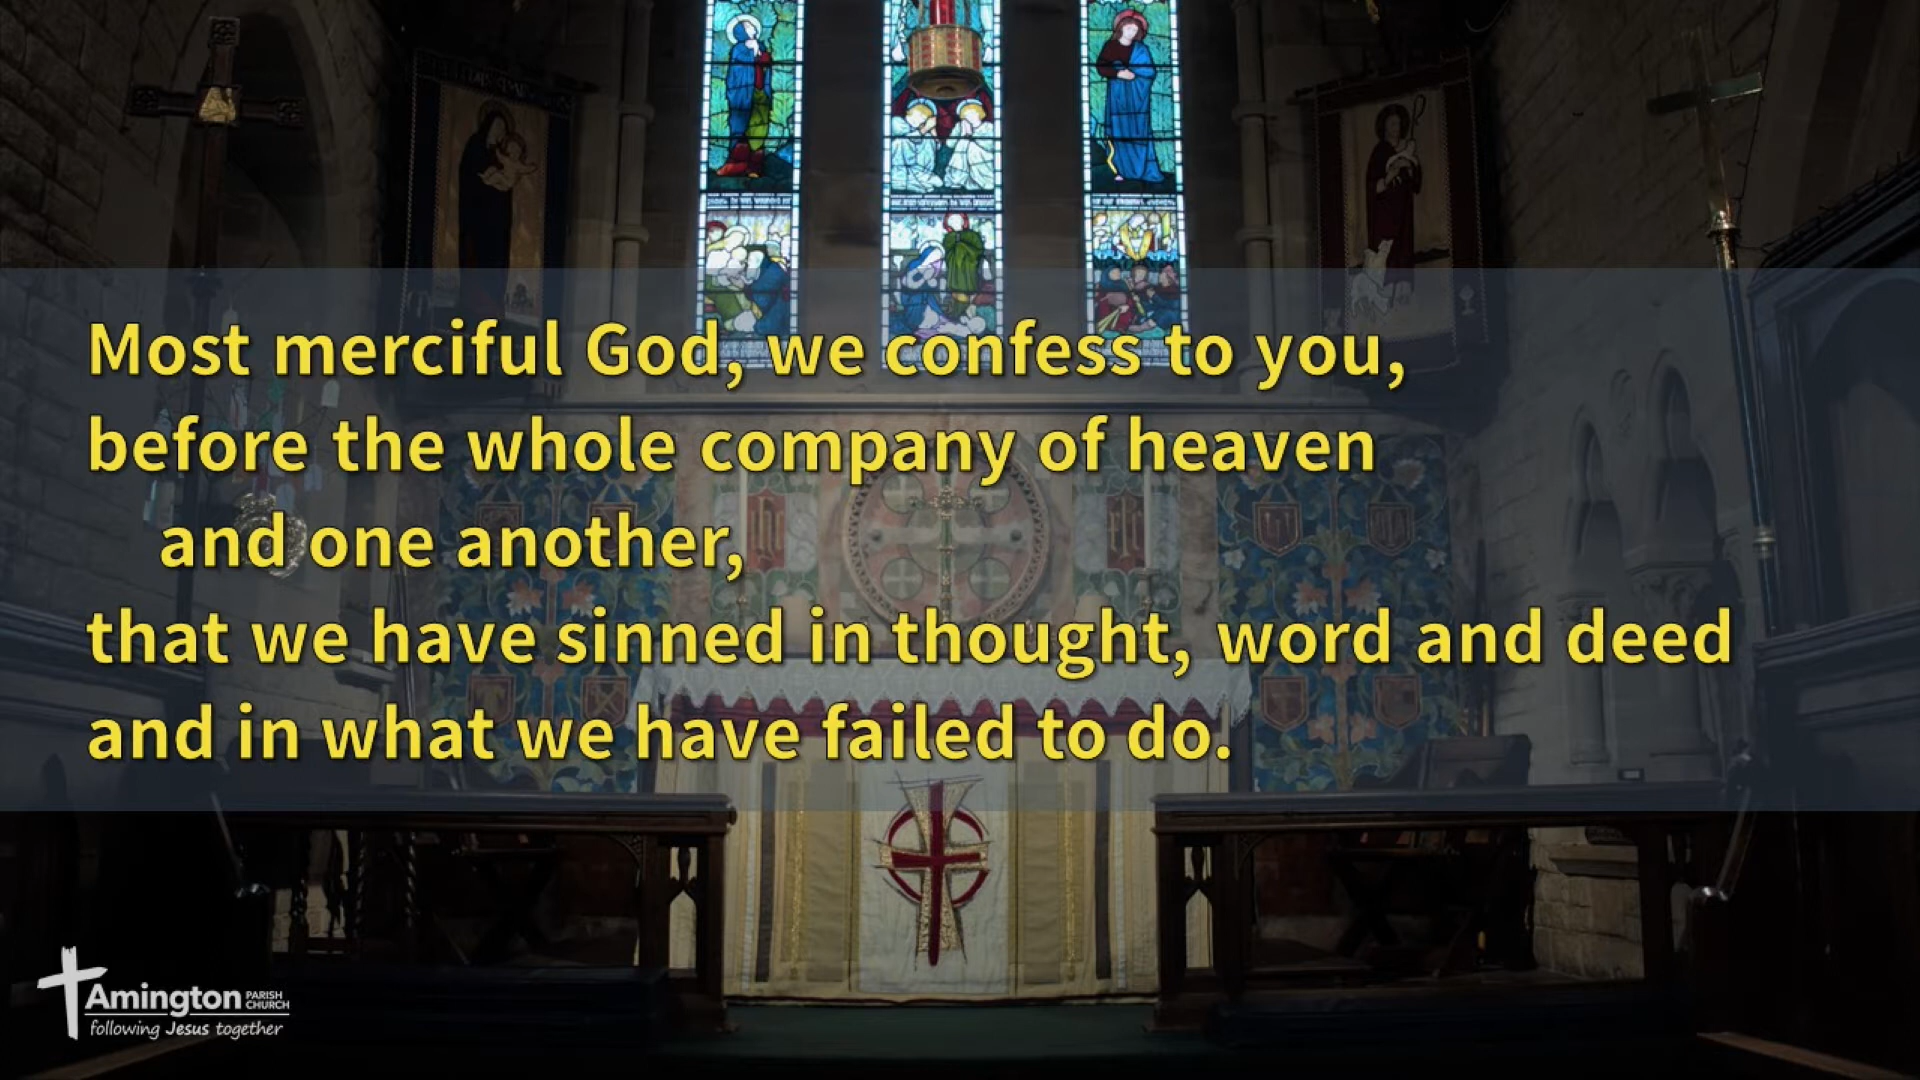 Most merciful God, we confess to you,
before the whole company of heaven
and one another,
that we have sinned in thought, word and deed
and in what we have failed to do.
Amington PARISH CHURCH
following Jesus together